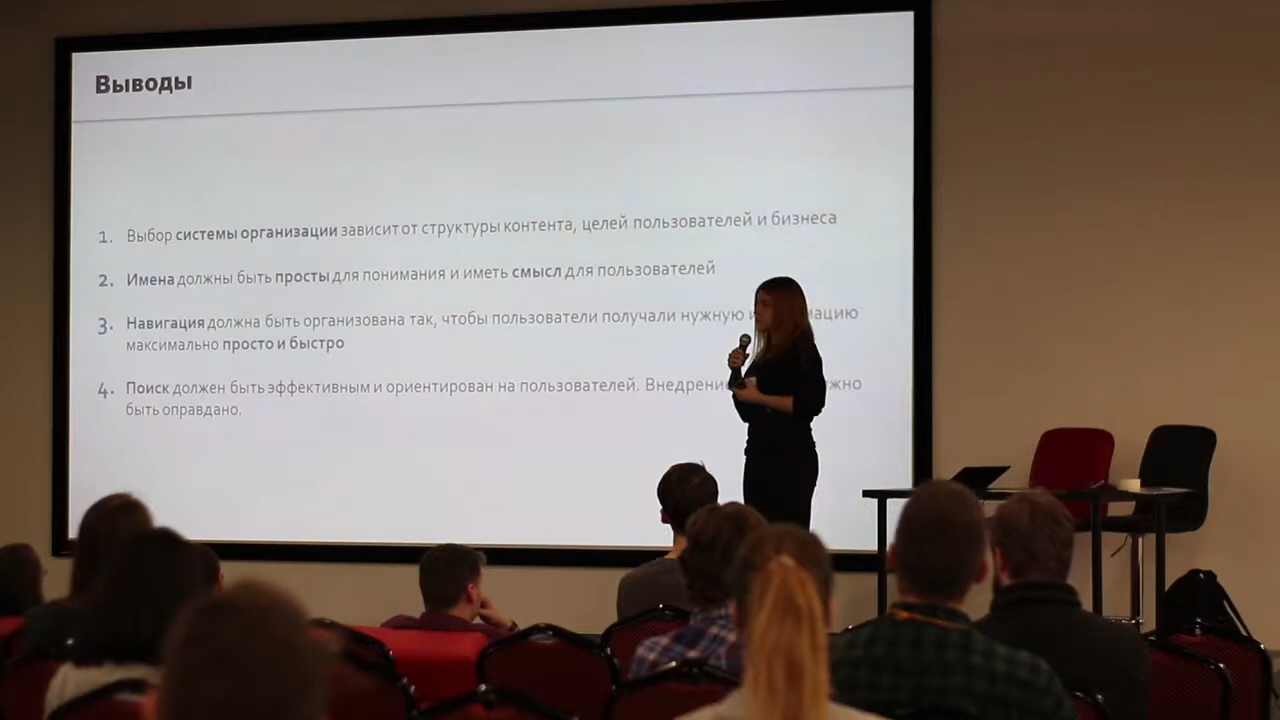 Выводы
1. Выбор системы организации зависит от структуры контента, целей пользователей и бизнеса
2. Имена должны быть просты для понимания и иметь смысл для пользователей
3. Навигация должна быть организована так, чтобы пользователи получали нужную
максимально просто и быстро
4. Поиск должен быть эффективным и ориентирован на пользователей.
быть оправдано.